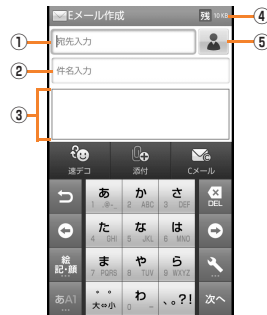 Eメール作成
残 10KB
④
① 宛先入力
⑤
② 件名入力
③
速デコ 添付 Cメール
あ か さ DEL
1 .@-_ 2 ABC 3 DEF
た な は
4 GHI 5 JKL 6 MNO
絵記・顔 ま や ら
7 PQRS 8 TUV 9 WXYZ
あA1 ゛゜大⇔小 わ 、。?! 次へ
0